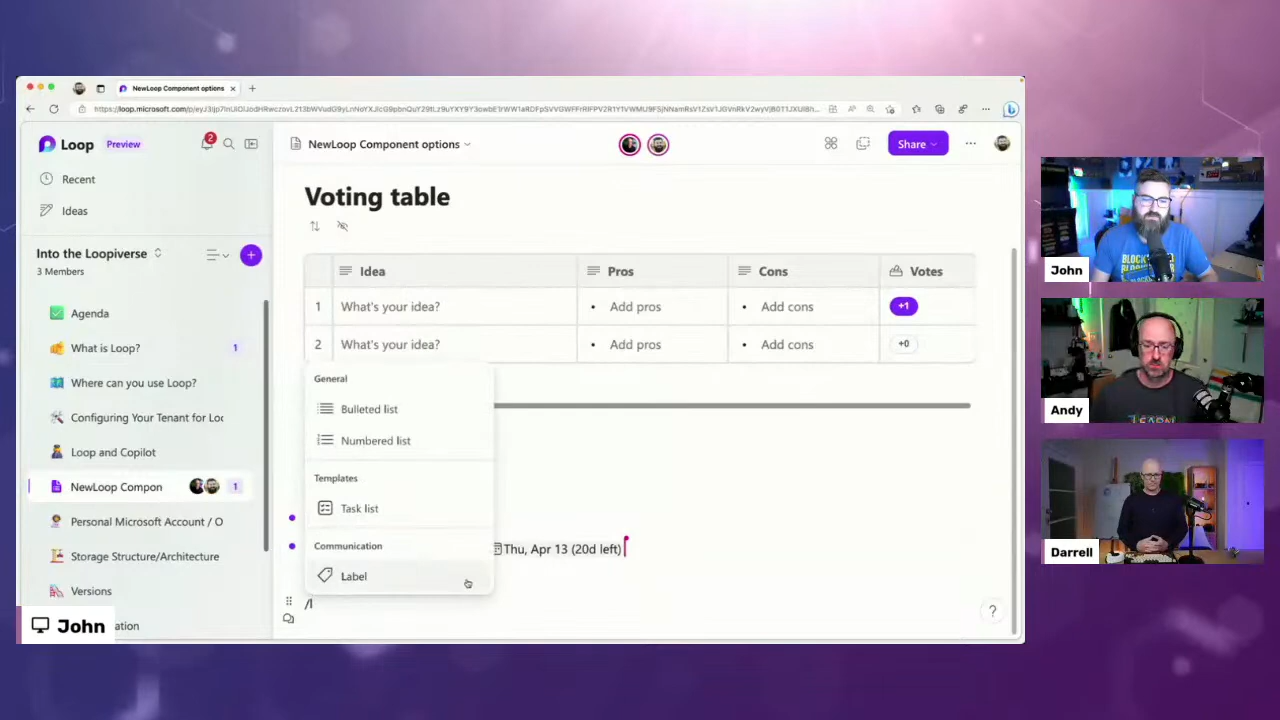 NewLoop Component options
Loop Preview
2
NewLoop Component options
Share
Recent
Ideas
Into the Loopiverse
3 Members
Agenda
What is Loop? 1
Where can you use Loop?
Configuring Your Tenant for Loc
Loop and Copilot
NewLoop Compon 1
Personal Microsoft Account / O
Storage Structure/Architecture
Versions
Voting table
Idea Pros Cons Votes
1 What's your idea? • Add pros • Add cons +1
2 What's your idea? • Add pros • Add cons +0
General
Bulleted list
Numbered list
Templates
Task list
Communication
Label
Thu, Apr 13 (20d left)
/l
?
John
John
Andy
Darrell